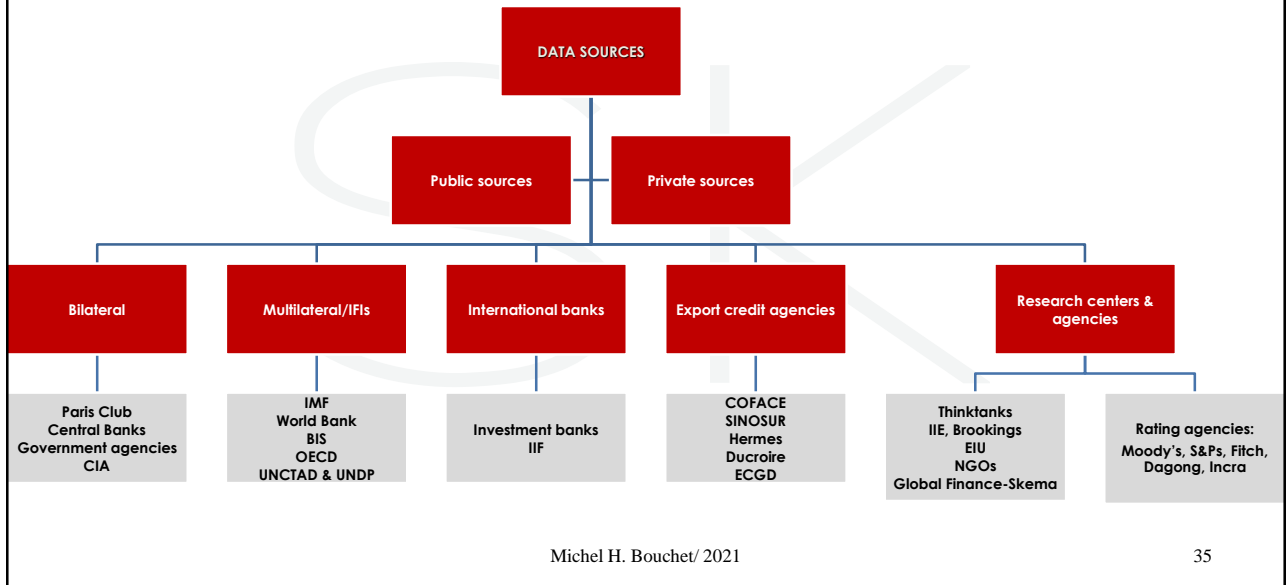 DATA SOURCES
Public sources
Private sources
Bilateral
Multilateral/IFIs
International banks
Export credit agencies
Research centers &
agencies
Paris Club
Central Banks
Government agencies
CIA
IMF
World Bank
BIS
OECD
UNCTAD & UNDP
Investment banks
IIF
COFACE
SINOSUR
Hermes
Ducroire
ECGD
Thinktanks
IIE, Brookings
EIU
NGOs
Global Finance-Skema
Rating agencies:
Moody's, S&Ps, Fitch,
Dagong, Incra
Michel H. Bouchet/ 2021
35
SK